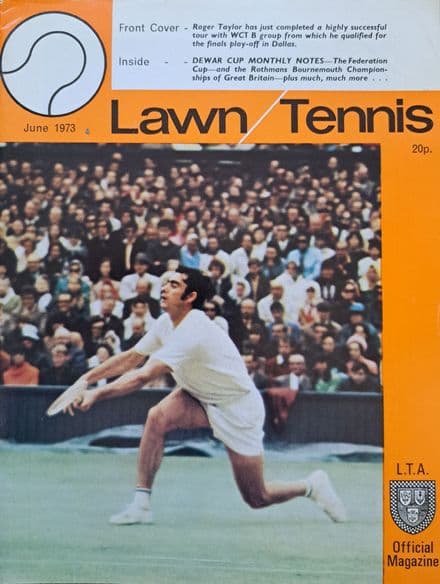 Front Cover - Roger Taylor has just completed a highly successful
tour with WCT B group from which he qualified for
the finals play-off in Dallas.
Inside - - DEWAR CUP MONTHLY NOTES—The Federation
Cup—and the Rothmans Bournemouth Champion-
ships of Great Britain—plus much, much more . . .
June 1973
Lawn Tennis
20p.
L.T.A.
Official
Magazine